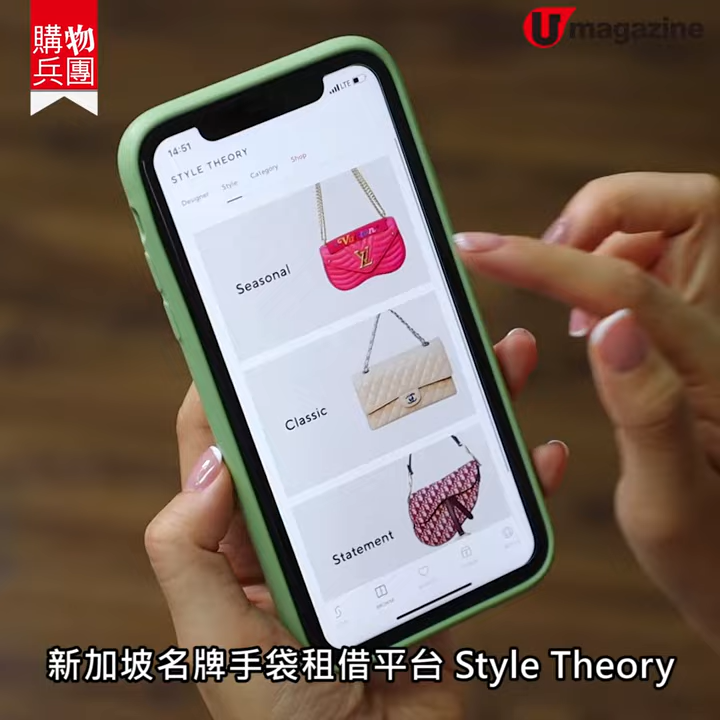 購物
兵團
U magazine
14:51
LTE
STYLE THEORY
Designer Style Category Shop
Seasonal
Classic
Statement
新加坡名牌手袋租借平台 Style Theory